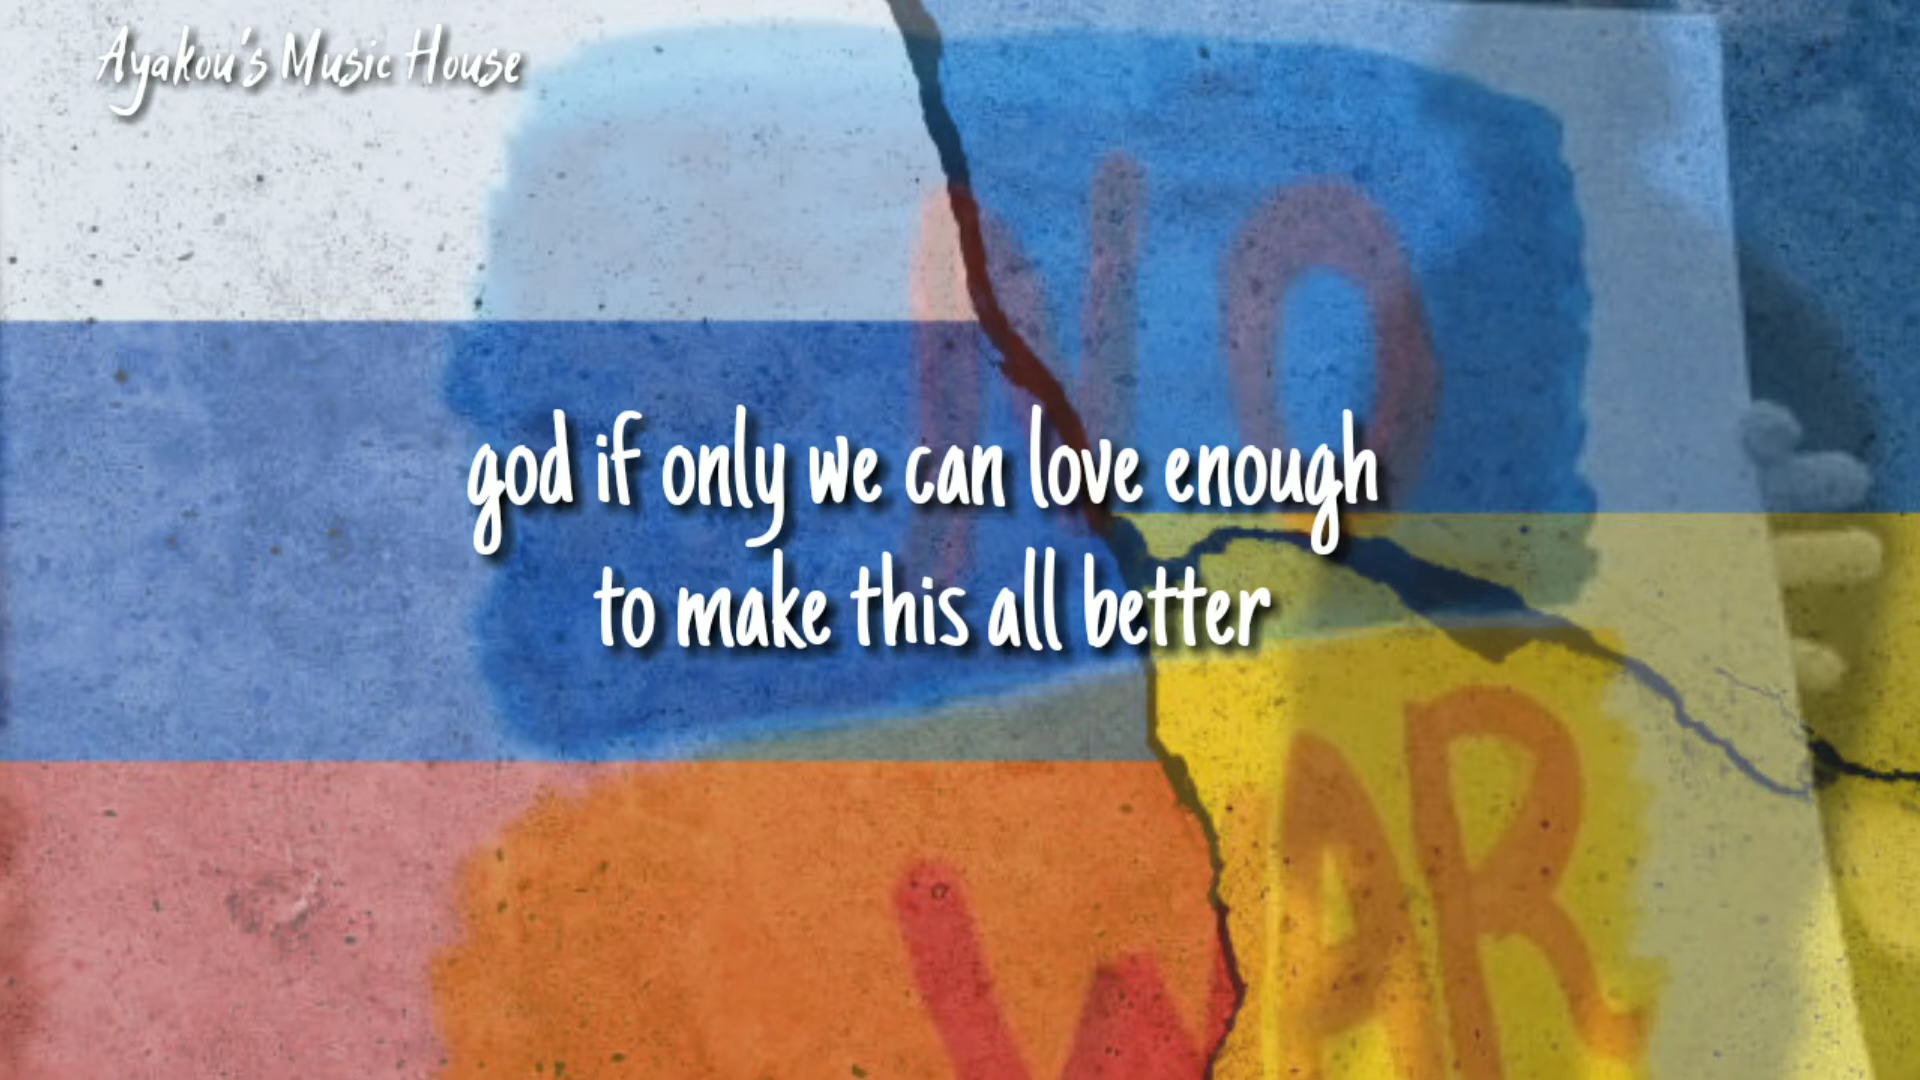 Ayakou's Music House
NO
god if only we can love enough
to make this all better
WAR